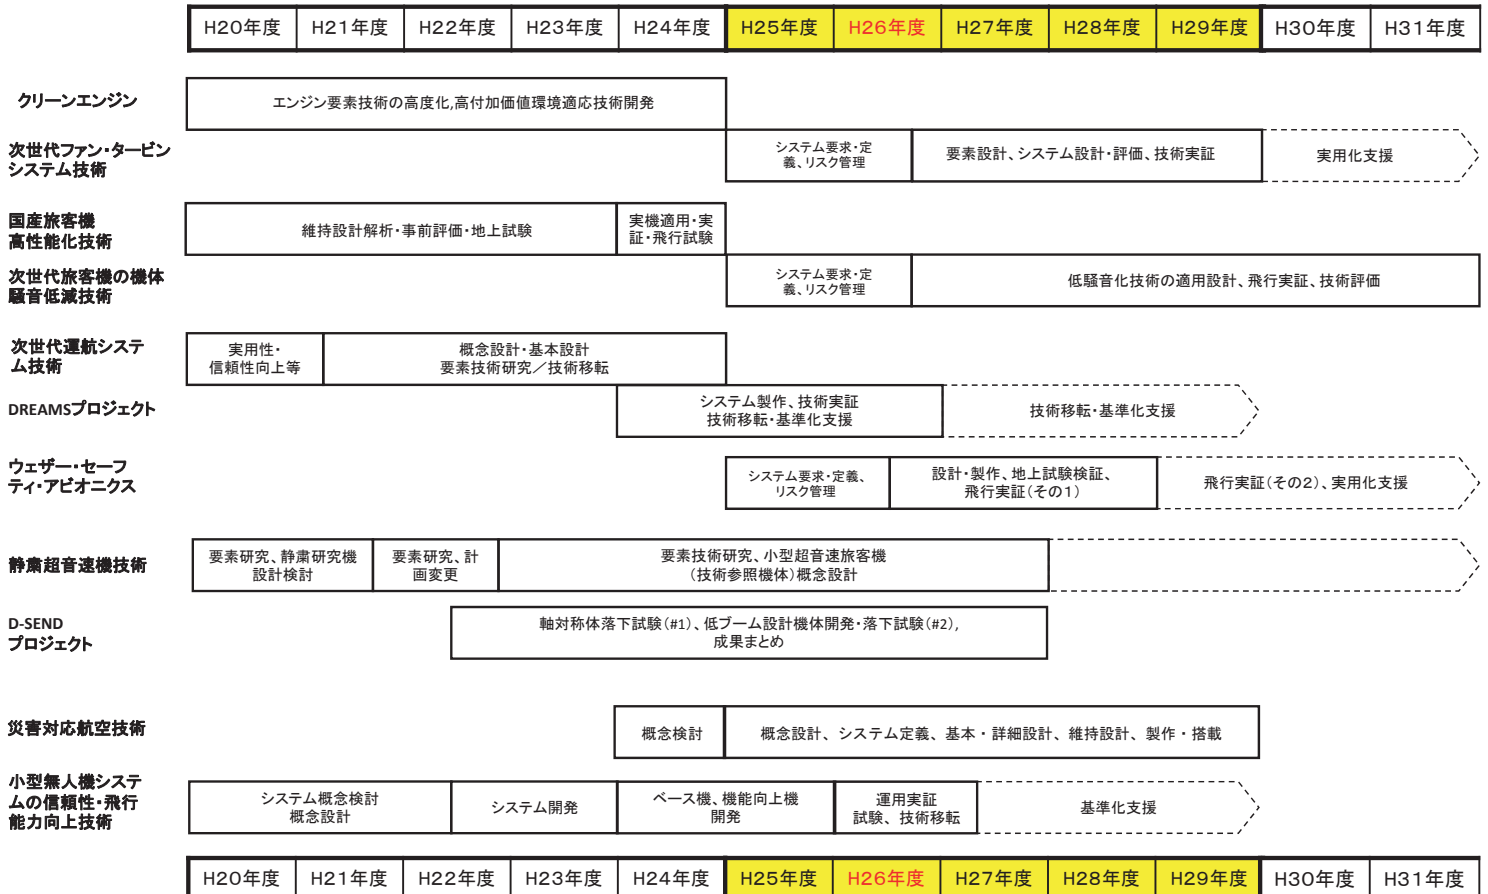 H20年度 H21年度 H22年度 H23年度 H24年度 H25年度 H26年度 H27年度 H28年度 H29年度 H30年度 H31年度
クリーンエンジン
エンジン要素技術の高度化,高付加価値環境適応技術開発
次世代ファン・タービン
システム技術
システム要求・定
義、リスク管理
要素設計、システム設計・評価、技術実証
実用化支援
国産旅客機
高性能化技術
維持設計解析・事前評価・地上試験
実機適用・実
証・飛行試験
次世代旅客機の機体
騒音低減技術
システム要求・定
義、リスク管理
低騒音化技術の適用設計、飛行実証、技術評価
次世代運航システ
ム技術
実用性・
信頼性向上等
概念設計・基本設計
要素技術研究／技術移転
DREAMSプロジェクト
システム製作、技術実証
技術移転・基準化支援
技術移転・基準化支援
ウェザー・セーフ
ティ・アビオニクス
システム要求・定義、
リスク管理
設計・製作、地上試験検証、
飛行実証（その１）
飛行実証（その２）、実用化支援
静粛超音速機技術
要素研究、静粛研究機
設計検討
要素研究、計
画変更
要素技術研究、小型超音速旅客機
（技術参照機体）概念設計
D-SEND
プロジェクト
軸対称体落下試験（#1）、低ブーム設計機体開発・落下試験（#2）,
成果まとめ
災害対応航空技術
概念検討
概念設計、システム定義、基本・詳細設計、維持設計、製作・搭載
小型無人機システ
ムの信頼性・飛行
能力向上技術
システム概念検討
概念設計
システム開発
ベース機、機能向上機
開発
運用実証
試験、技術移転
基準化支援
H20年度 H21年度 H22年度 H23年度 H24年度 H25年度 H26年度 H27年度 H28年度 H29年度 H30年度 H31年度